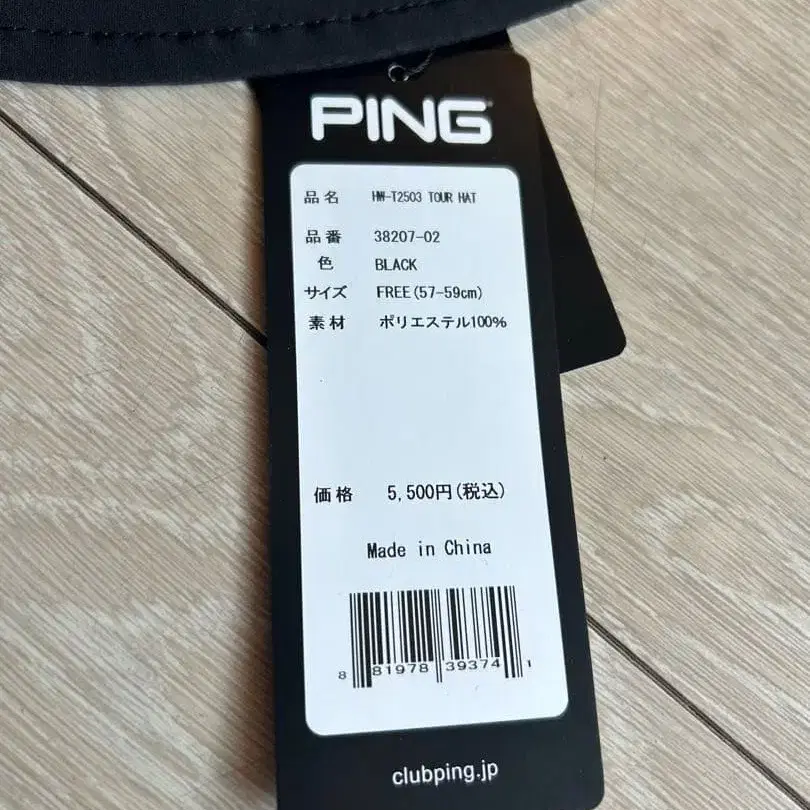 PING
品名 HW-T2503 TOUR HAT
品番 38207-02
色 BLACK
サイズ FREE(57-59cm)
素材 ポリエステル100%
価格 5,500円(税込)
Made in China
8 81978 39374 1
clubping.jp